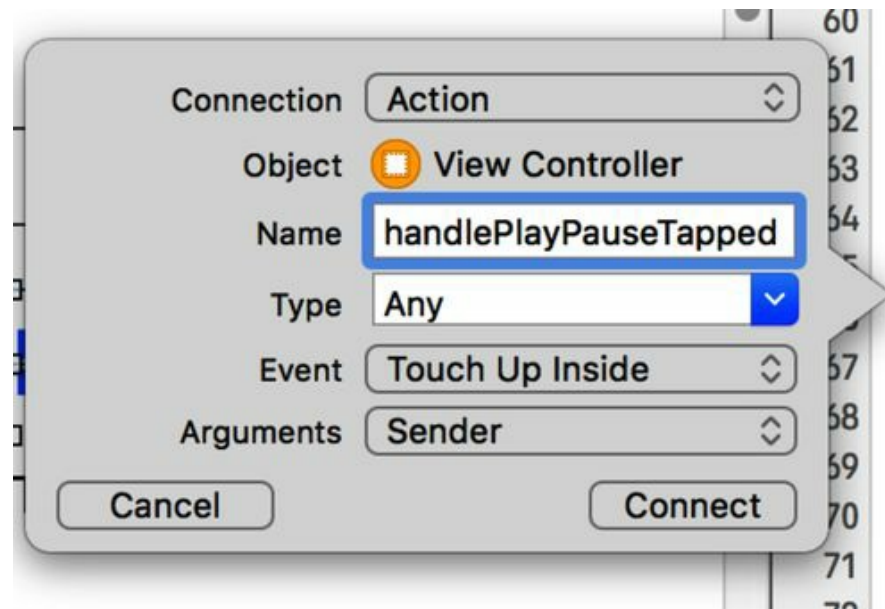 60
Connection Action
61
62
Object View Controller
63
Name handlePlayPauseTapped
64
Type Any
Event Touch Up Inside
67
Arguments Sender
68
69
Cancel Connect
70
71